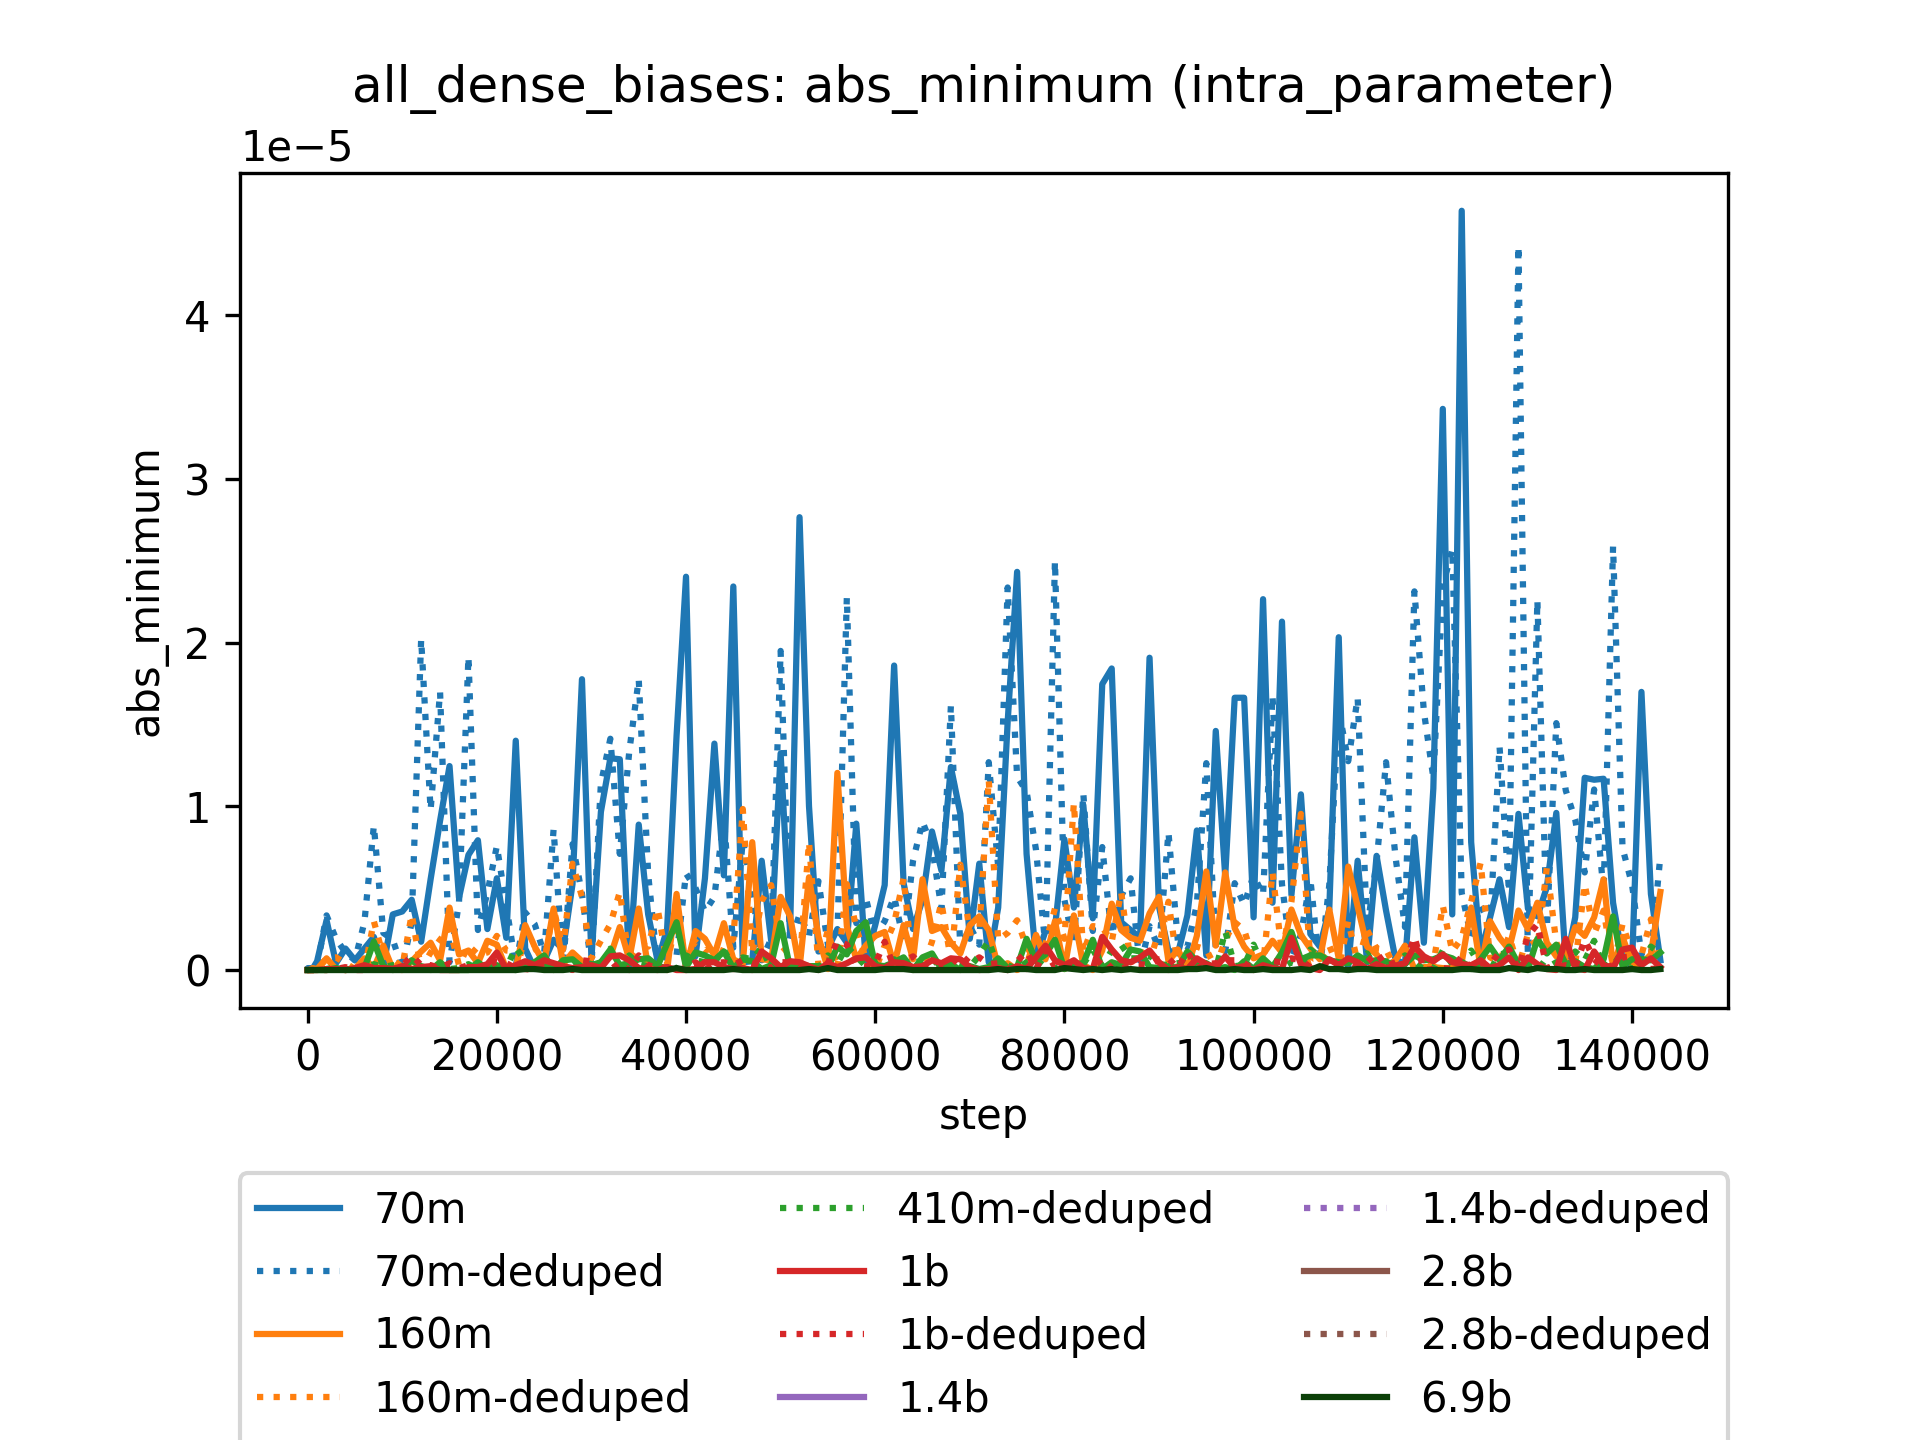 all_dense_biases: abs_minimum (intra_parameter)
1e−5
4
3
2
1
0
abs_minimum
0 20000 40000 60000 80000 100000 120000 140000
step
70m
70m-deduped
160m
160m-deduped
410m-deduped
1b
1b-deduped
1.4b
1.4b-deduped
2.8b
2.8b-deduped
6.9b